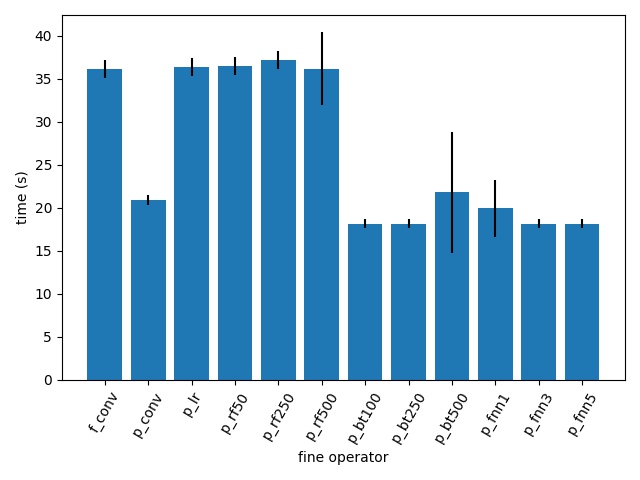 time (s)
40
35
30
25
20
15
10
5
0
f_conv
p_conv
p_lr
p_rf50
p_rf250
p_rf500
p_bt100
p_bt250
p_bt500
p_fnn1
p_fnn3
p_fnn5
fine operator